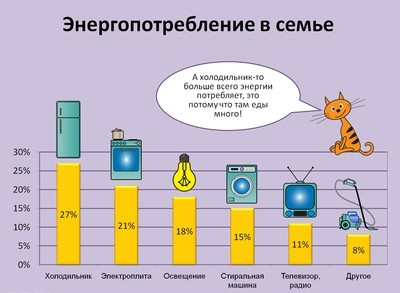 Энергопотребление в семье
А холодильник-то
больше всего энергии
потребляет, это
потому что там еды
много!
30%
25%
20%
15%
10%
5%
0%
27%
21%
18%
15%
11%
8%
Холодильник
Электроплита
Освещение
Стиральная
машина
Телевизор,
радио
Другое